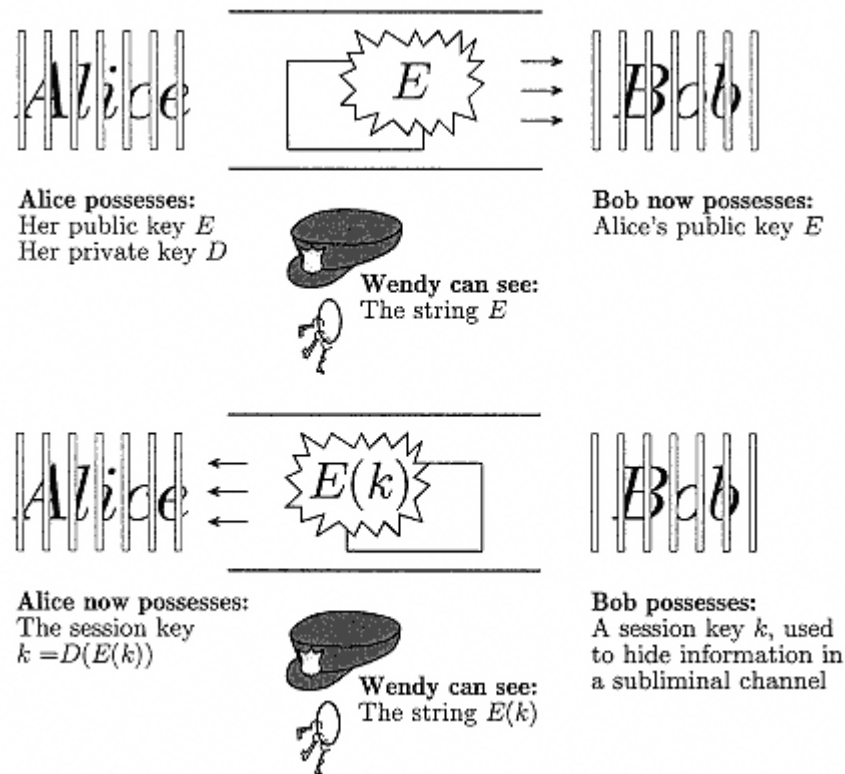 Alice
E
Bob
Alice possesses:
Her public key E
Her private key D
Bob now possesses:
Alice's public key E
Wendy can see:
The string E
Alice
E(k)
Bob
Alice now possesses:
The session key
k =D(E(k))
Bob possesses:
A session key k, used
to hide information in
a subliminal channel
Wendy can see:
The string E(k)